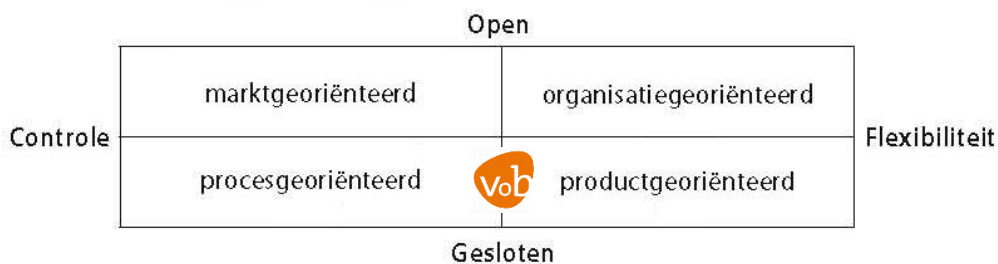 Open
marktgeoriënteerd organisatiegeoriënteerd
Controle Flexibiliteit
procesgeoriënteerd vob productgeoriënteerd
Gesloten